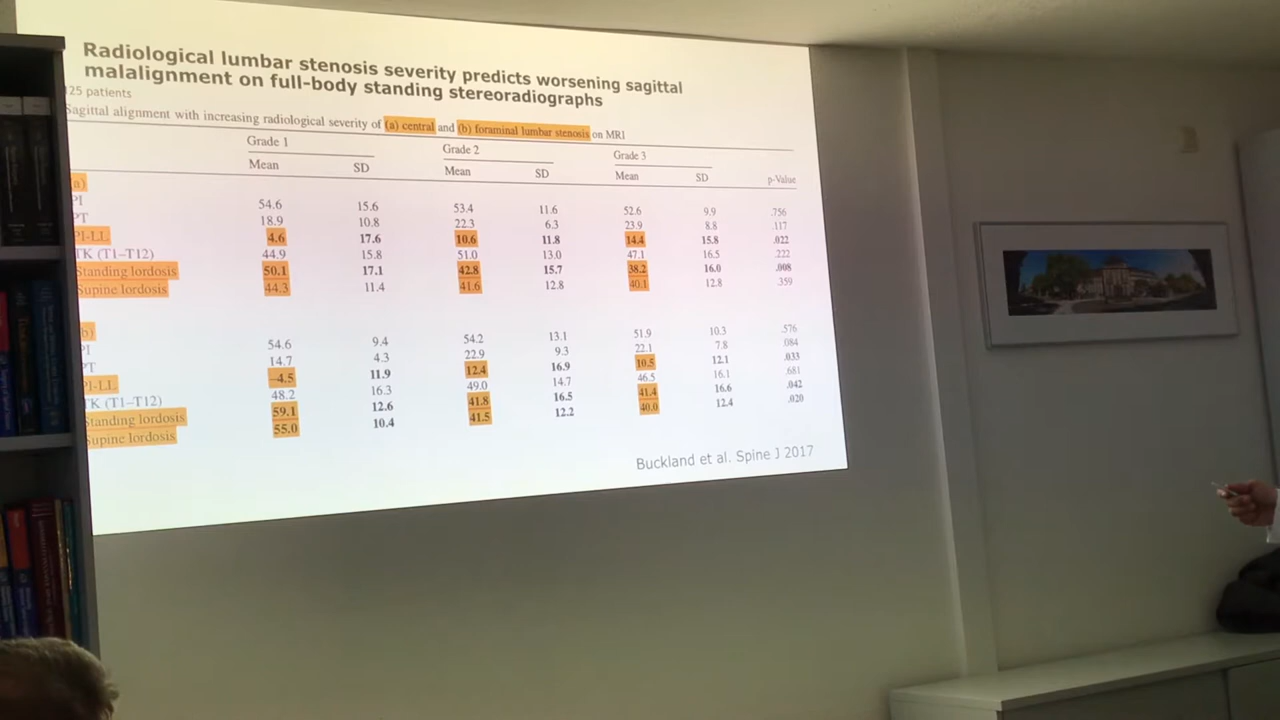 Radiological lumbar stenosis severity predicts worsening sagittal
malalignment on full-body standing stereoradiographs
25 patients
Sagittal alignment with increasing radiological severity of (a) central and (b) foraminal lumbar stenosis on MRI
Grade 1 Grade 2 Grade 3
Mean SD Mean SD Mean SD p-Value
a)
PI 54.6 15.6 53.4 11.6 52.6 9.9 .756
PT 18.9 10.8 22.3 6.3 23.9 8.8 .117
PI-LL 4.6 17.6 10.6 11.8 14.4 15.8 .022
TK (T1–T12) 44.9 15.8 51.0 13.0 47.1 16.5 .222
Standing lordosis 50.1 17.1 42.8 15.7 38.2 16.0 .008
Supine lordosis 44.3 11.4 41.6 12.8 40.1 12.8 .359
b)
PI 54.6 9.4 54.2 13.1 51.9 10.3 .576
PT 14.7 4.3 22.9 9.3 22.1 7.8 .084
PI-LL –4.5 11.9 12.4 16.9 10.5 12.1 .033
TK (T1–T12) 48.2 16.3 49.0 14.7 46.5 16.1 .681
Standing lordosis 59.1 12.6 41.8 16.5 41.4 16.6 .042
Supine lordosis 55.0 10.4 41.5 12.2 40.0 12.4 .020
Buckland et al. Spine J 2017